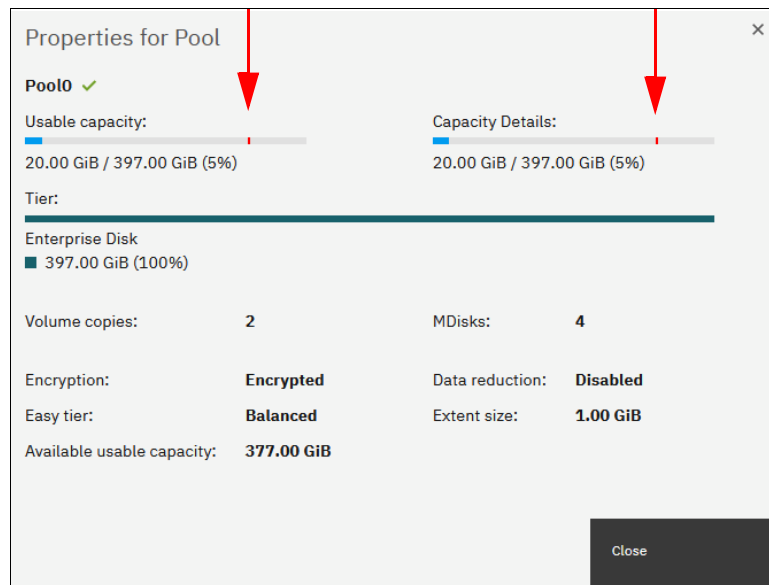 Properties for Pool
×
Pool0
Usable capacity:
Capacity Details:
20.00 GiB / 397.00 GiB (5%)
20.00 GiB / 397.00 GiB (5%)
Tier:
Enterprise Disk
397.00 GiB (100%)
Volume copies: 2 MDisks: 4
Encryption: Encrypted Data reduction: Disabled
Easy tier: Balanced Extent size: 1.00 GiB
Available usable capacity: 377.00 GiB
Close